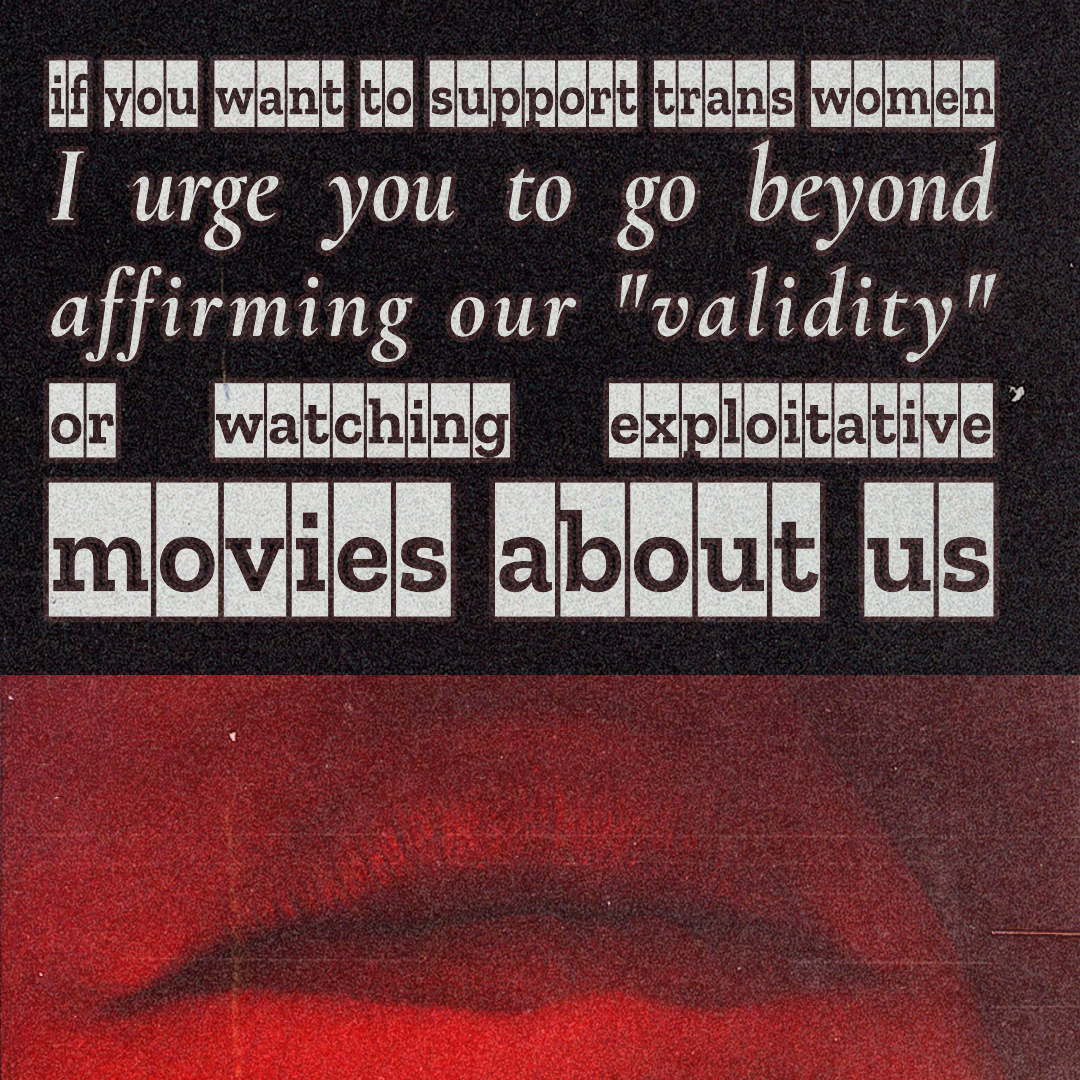 if you want to support trans women
I urge you to go beyond
affirming our "validity"
or watching exploitative
movies about us